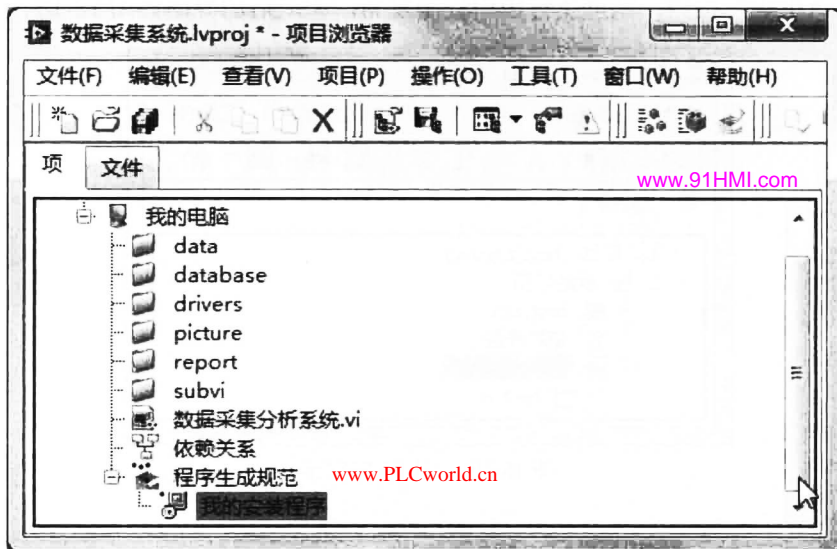 数据采集系统.lvproj * - 项目浏览器
文件(F) 编辑(E) 查看(V) 项目(P) 操作(O) 工具(T) 窗口(W) 帮助(H)
项 文件
www.91HMI.com
我的电脑
data
database
drivers
picture
report
subvi
数据采集分析系统.vi
依赖关系
程序生成规范 www.PLCworld.cn
我的安装程序